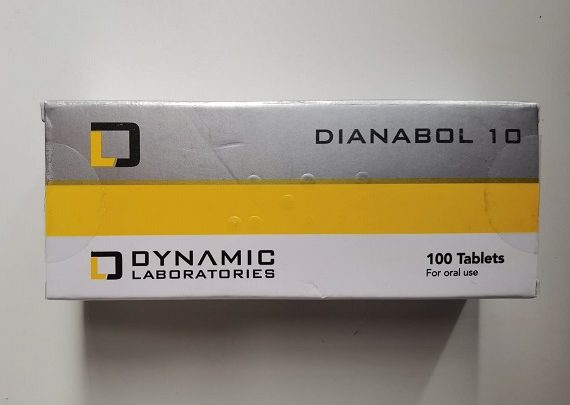 DIANABOL 10
DYNAMIC
LABORATORIES
100 Tablets
For oral use